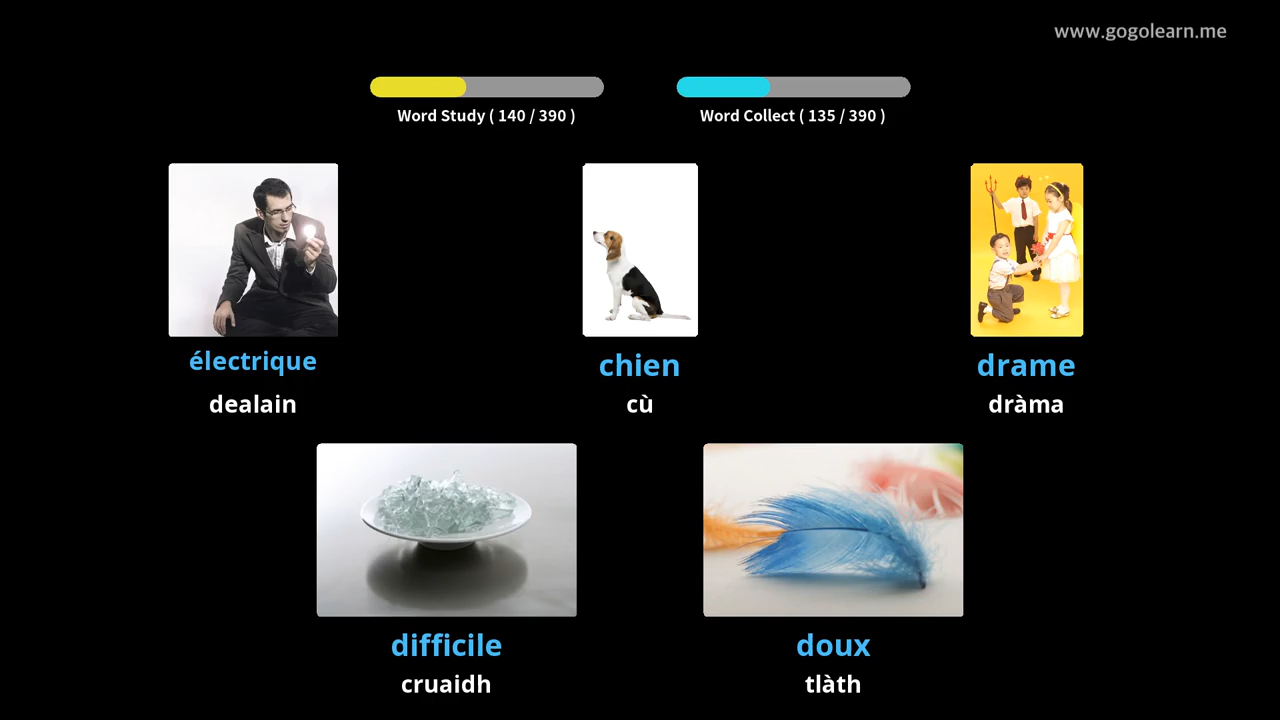 www.gogolearn.me
Word Study ( 140 / 390 )
Word Collect ( 135 / 390 )
électrique
dealain
chien
cù
drame
dràma
difficile
cruaidh
doux
tlàth